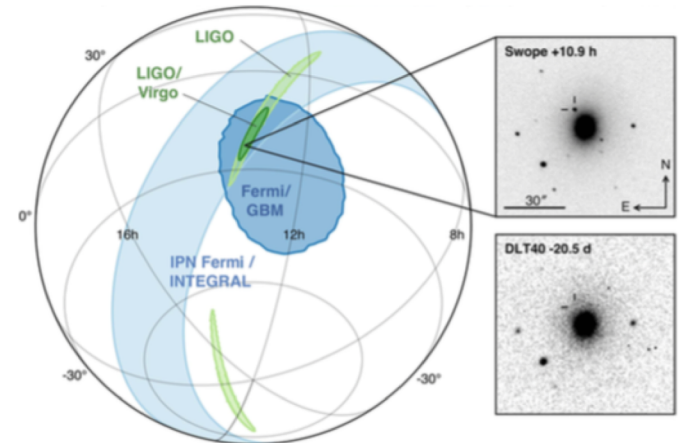 LIGO
LIGO/
Virgo
30°
0°
-30°
-30°
16h
12h
8h
Fermi/
GBM
IPN Fermi /
INTEGRAL
Swope +10.9 h
N
E
30"
DLT40 -20.5 d